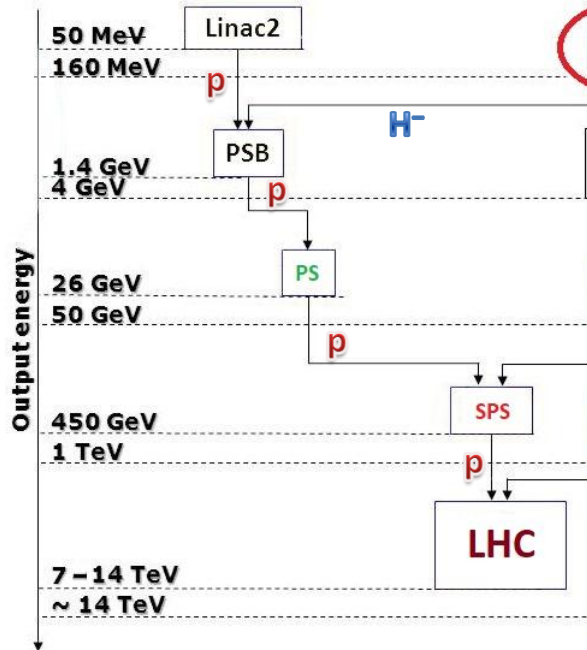 Linac2
50 MeV
160 MeV
p
H⁻
PSB
1.4 GeV
4 GeV
p
PS
26 GeV
50 GeV
p
SPS
450 GeV
1 TeV
p
LHC
7 – 14 TeV
~ 14 TeV
Output energy